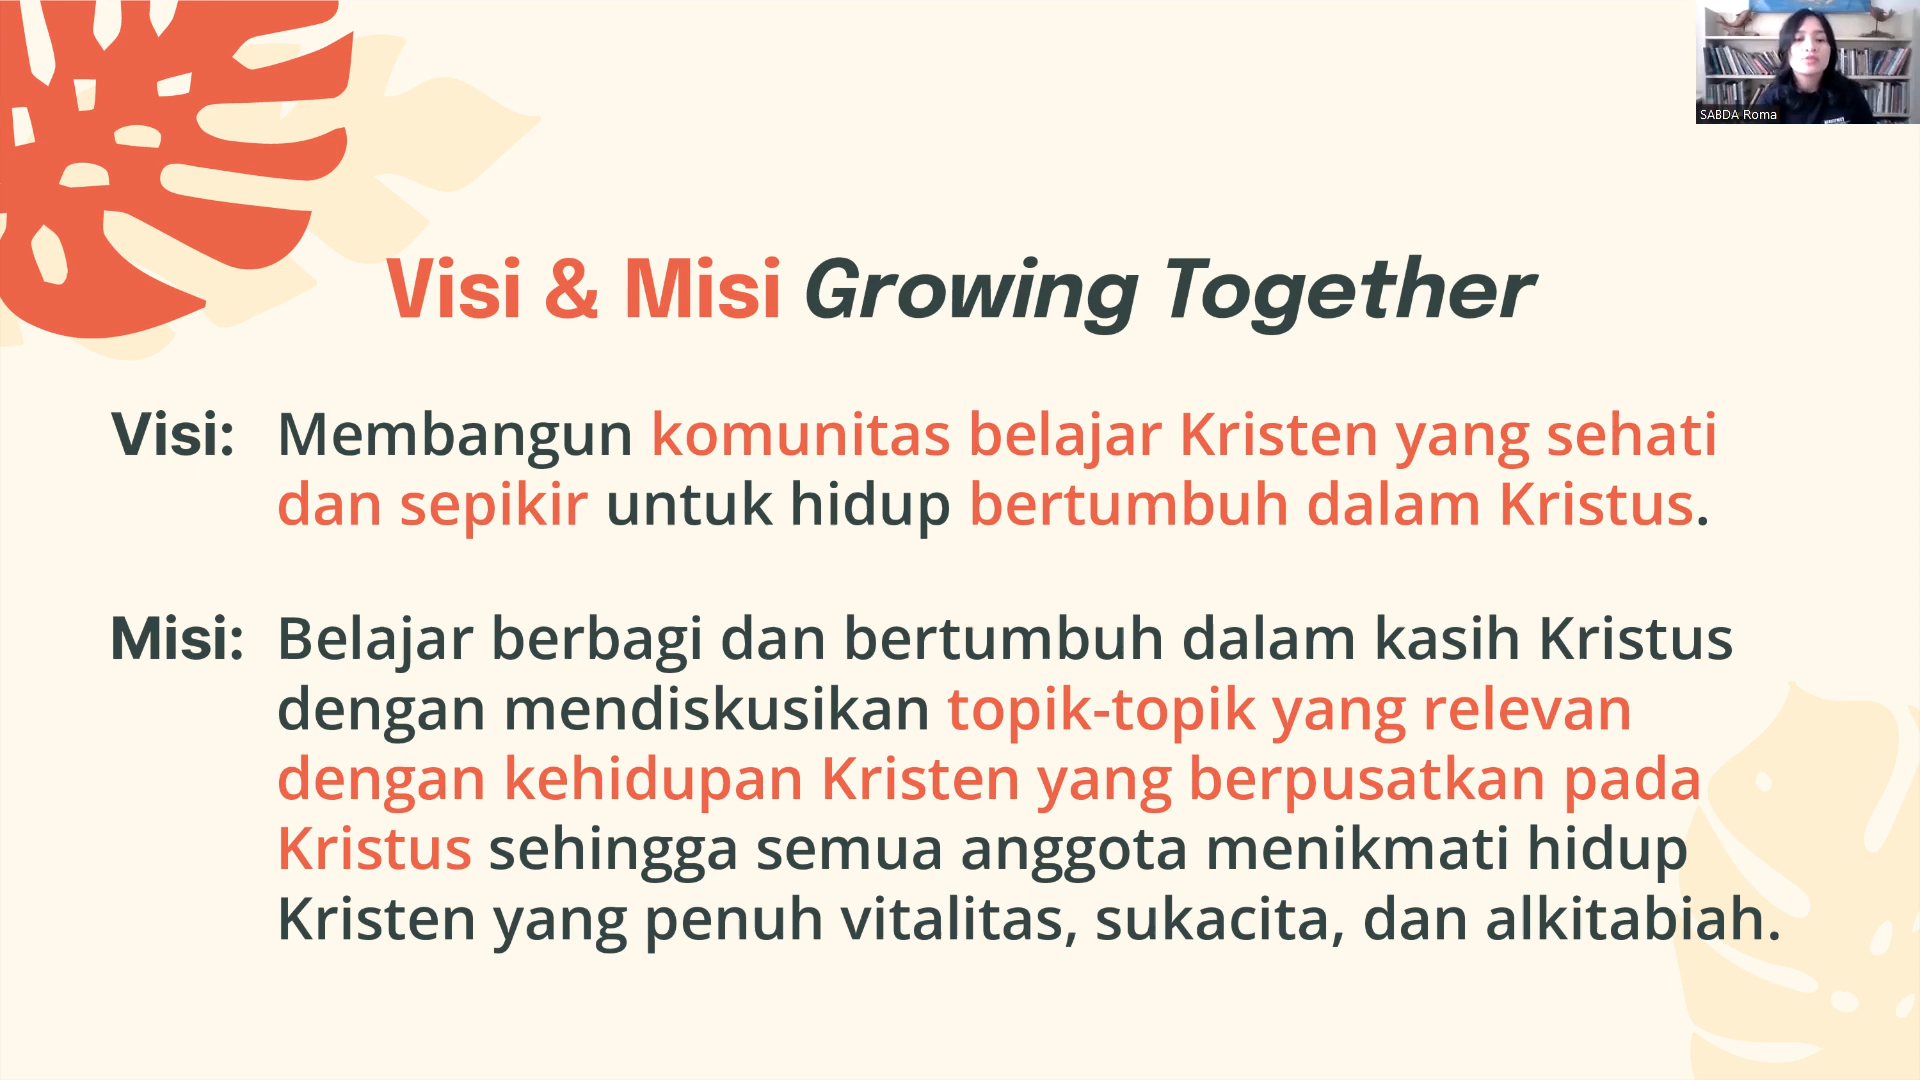 SABDA Roma
Visi & Misi Growing Together
Visi: Membangun komunitas belajar Kristen yang sehati
dan sepikir untuk hidup bertumbuh dalam Kristus.
Misi: Belajar berbagi dan bertumbuh dalam kasih Kristus
dengan mendiskusikan topik-topik yang relevan
dengan kehidupan Kristen yang berpusatkan pada
Kristus sehingga semua anggota menikmati hidup
Kristen yang penuh vitalitas, sukacita, dan alkitabiah.